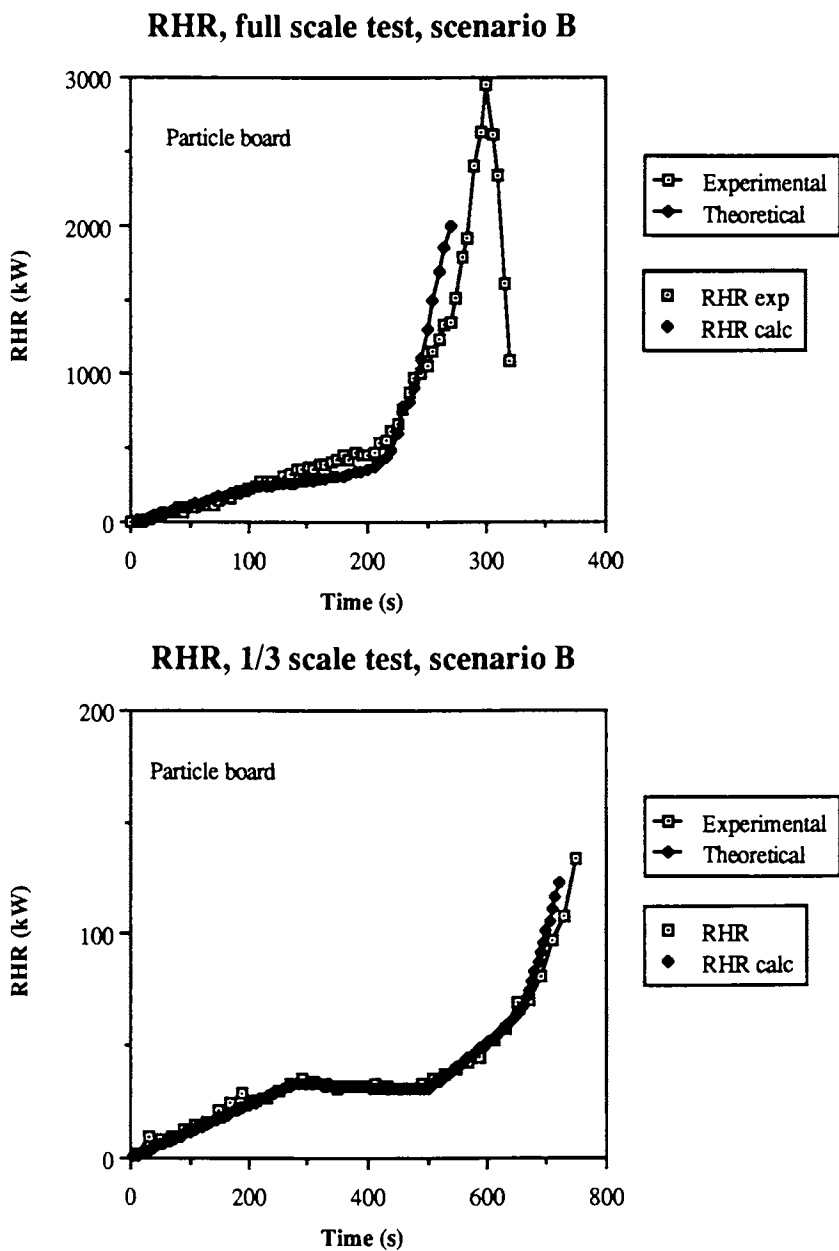 RHR, full scale test, scenario B
3000
2000
1000
0
RHR (kW)
Particle board
0 100 200 300 400
Time (s)
Experimental
Theoretical
RHR exp
RHR calc
RHR, 1/3 scale test, scenario B
200
100
0
RHR (kW)
Particle board
0 200 400 600 800
Time (s)
Experimental
Theoretical
RHR
RHR calc